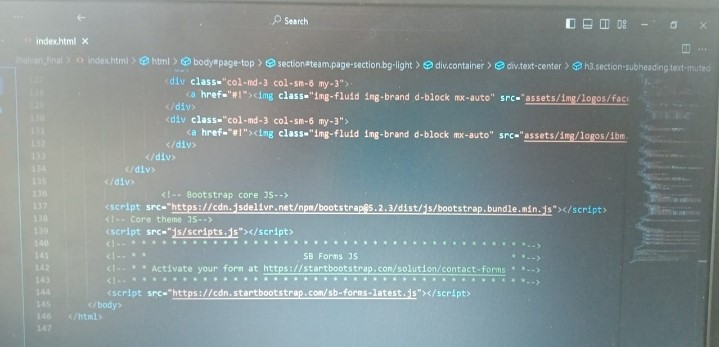 Search
index.html
index.html > html > body#page-top > section#team.page-section.bg-light > div.container > div.text-center > h3.section-subheading.text-muted
<div class="col-md-3 col-sm-6 my-3">
<a href="#!"><img class="img-fluid img-brand d-block mx-auto" src="assets/img/logos/face
129 </div>
130 <div class="col-md-3 col-sm-6 my-3">
131 <a href="#!"><img class="img-fluid img-brand d-block mx-auto" src="assets/img/logos/ibm.
132 </div>
133 </div>
134 </div>
135 </div>
136 <!-- Bootstrap core JS-->
137 <script src="https://cdn.jsdelivr.net/npm/bootstrap@5.2.3/dist/js/bootstrap.bundle.min.js"></script>
138 <!-- Core theme JS-->
139 <script src="js/scripts.js"></script>
140 <!-- * * * * * * * * * * * * * * * * * * * * * * * * * * * * * * * * * * * * * * * *-->
141 <!-- * * SB Forms JS * *-->
142 <!-- * * Activate your form at https://startbootstrap.com/solution/contact-forms * *-->
143 <!-- * * * * * * * * * * * * * * * * * * * * * * * * * * * * * * * * * * * * * * * *-->
144 <script src="https://cdn.startbootstrap.com/sb-forms-latest.js"></script>
145 </body>
146 </html>
147